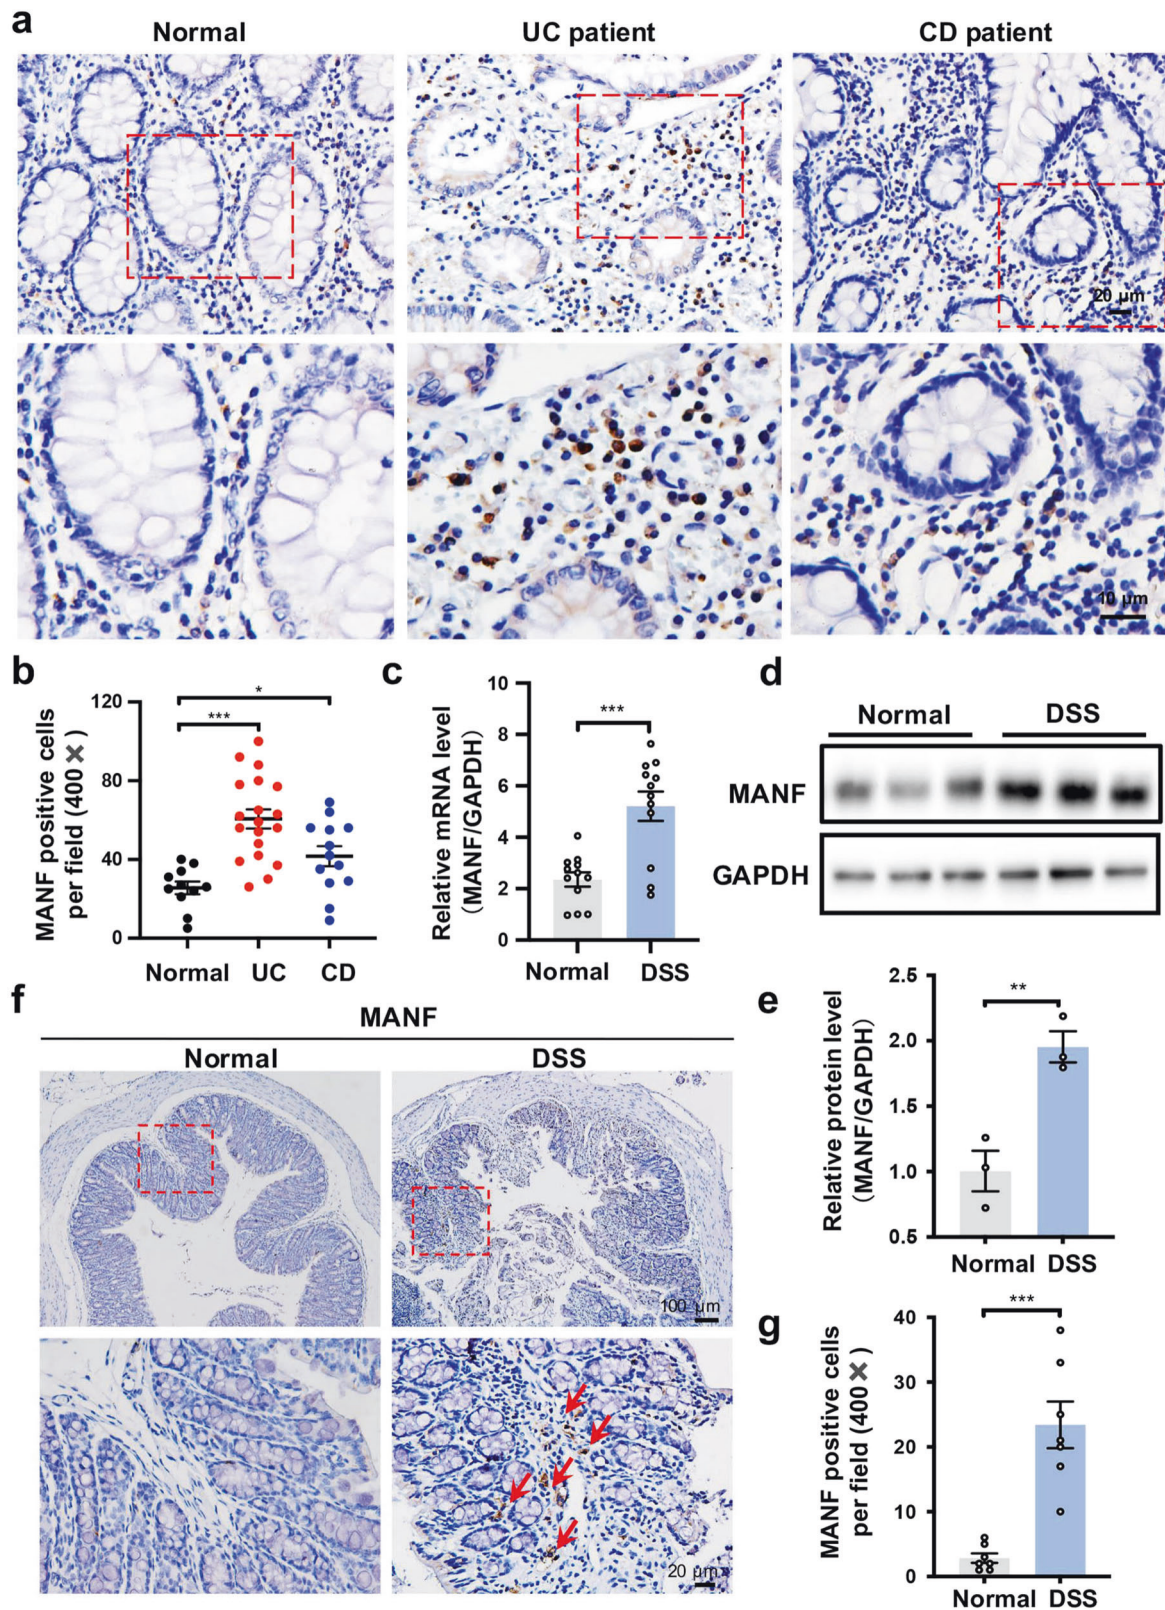 a
Normal
UC patient
CD patient
20 μm
10 μm
b
MANF positive cells
per field (400 ×)
120
80
40
0
*
***
Normal
UC
CD
c
Relative mRNA level
(MANF/GAPDH)
10
8
6
4
2
0
***
Normal
DSS
d
Normal
DSS
MANF
GAPDH
e
Relative protein level
(MANF/GAPDH)
2.5
2.0
1.5
1.0
0.5
**
Normal
DSS
f
MANF
Normal
DSS
100 μm
20 μm
g
MANF positive cells
per field (400 ×)
40
30
20
10
0
***
Normal
DSS